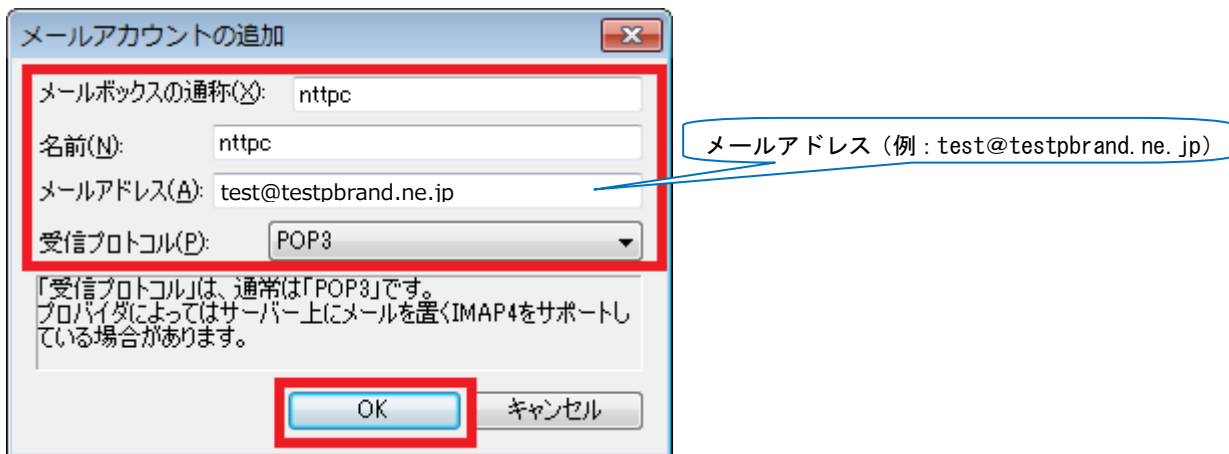 メールアカウントの追加
メールボックスの通称(X): nttpc
名前(N): nttpc
メールアドレス（例：test@testpbrand.ne.jp）
メールアドレス(A): test@testpbrand.ne.jp
受信プロトコル(P): POP3
「受信プロトコル」は、通常は「POP3」です。
プロバイダによってはサーバー上にメールを置くIMAP4をサポートし
ている場合があります。
OK キャンセル